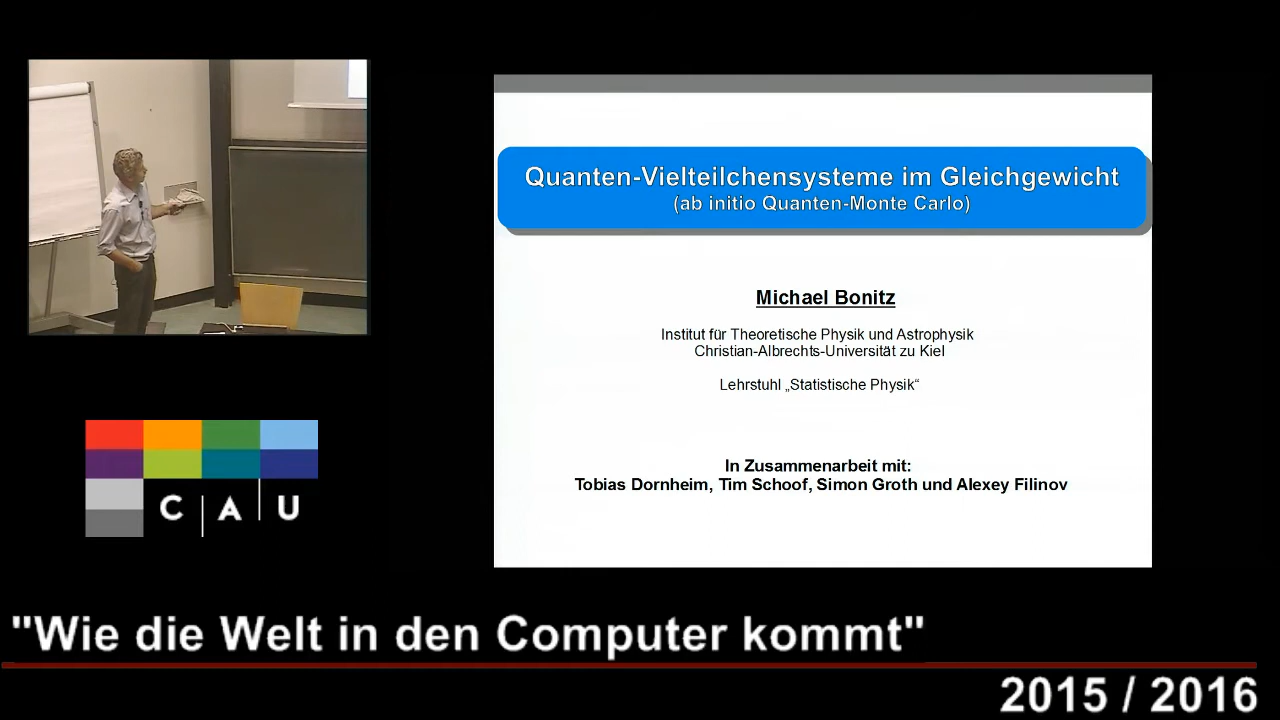 Quanten-Vielteilchensysteme im Gleichgewicht
(ab initio Quanten-Monte Carlo)
Michael Bonitz
Institut für Theoretische Physik und Astrophysik
Christian-Albrechts-Universität zu Kiel
Lehrstuhl „Statistische Physik“
In Zusammenarbeit mit:
Tobias Dornheim, Tim Schoof, Simon Groth und Alexey Filinov
C A U
"Wie die Welt in den Computer kommt"
2015 / 2016